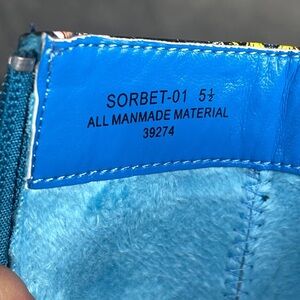 SORBET-01 5½
ALL MANMADE MATERIAL
39274